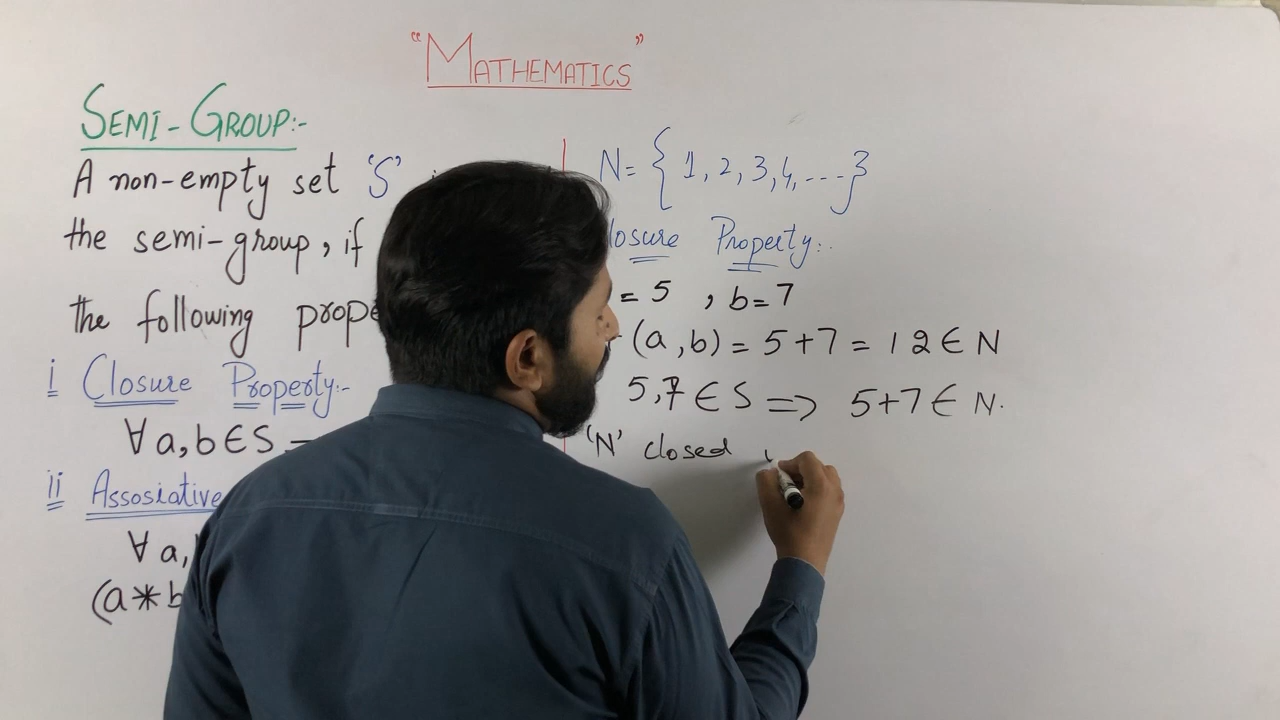 “MATHEMATICS”
SEMI-GROUP:-
A non-empty set ‘S’
the semi-group, if
the following prope
i Closure Property:-
∀ a,b∈S
ii Assosiative
∀ a,
(a*b
N= { 1, 2, 3, 4, ---}
losure Property:.
= 5 , b=7
(a,b) = 5+7 = 12 ∈ N
5,7 ∈ S => 5+7 ∈ N.
‘N’ closed